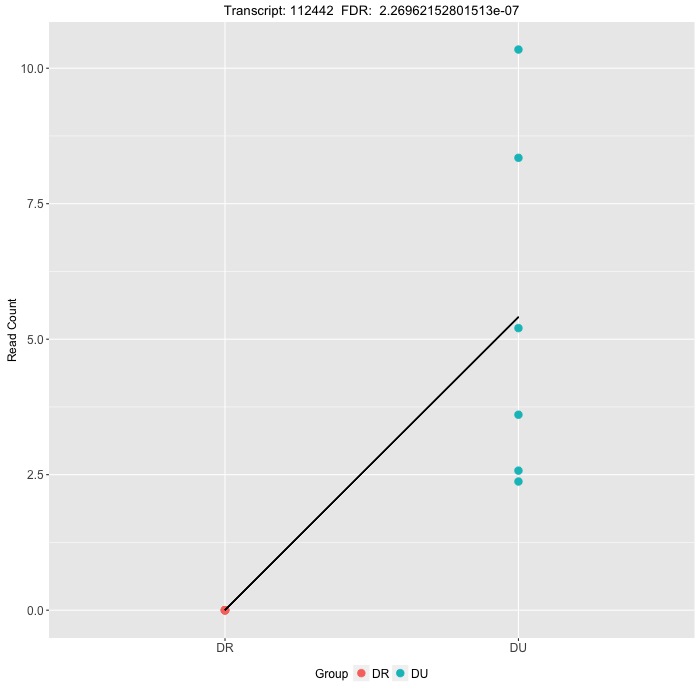 Transcript: 112442  FDR:  2.26962152801513e-07
Read Count
10.0
7.5
5.0
2.5
0.0
DR
DU
Group DR DU